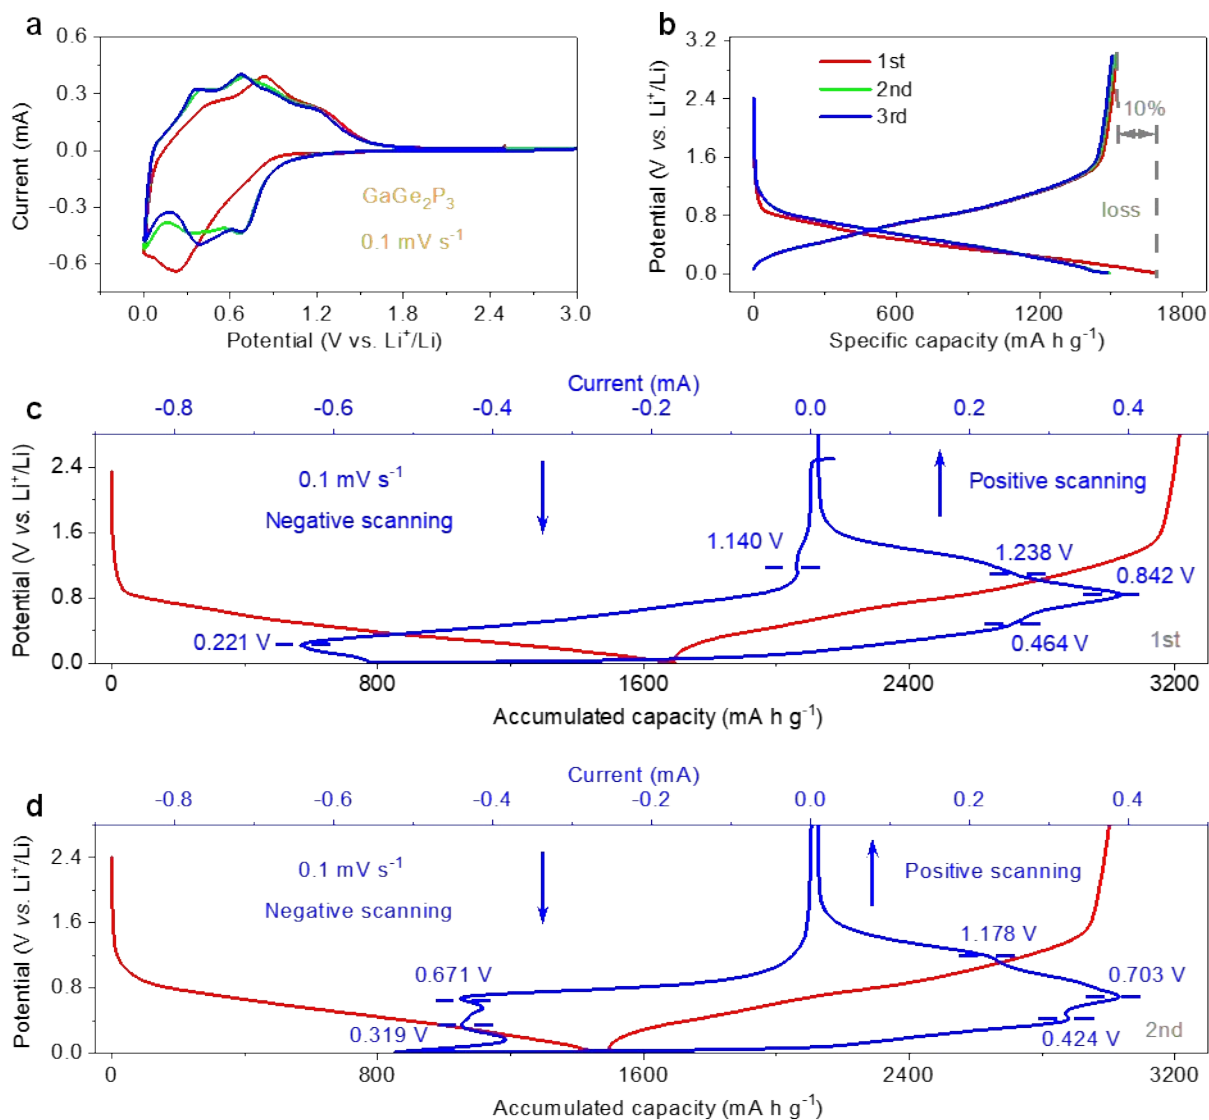 a
0.6
0.3
0.0
-0.3
-0.6
Current (mA)
GaGe₂P₃
0.1 mV s⁻¹
0.0 0.6 1.2 1.8 2.4 3.0
Potential (V vs. Li⁺/Li)
b
3.2
2.4
1.6
0.8
0.0
Potential (V vs. Li⁺/Li)
1st
2nd
3rd
10%
loss
0 600 1200 1800
Specific capacity (mA h g⁻¹)
c
Current (mA)
-0.8 -0.6 -0.4 -0.2 0.0 0.2 0.4
2.4
1.6
0.8
0.0
Potential (V vs. Li⁺/Li)
0.1 mV s⁻¹
Negative scanning
Positive scanning
1.140 V
1.238 V
0.842 V
0.221 V
0.464 V
1st
0 800 1600 2400 3200
Accumulated capacity (mA h g⁻¹)
d
Current (mA)
-0.8 -0.6 -0.4 -0.2 0.0 0.2 0.4
2.4
1.6
0.8
0.0
Potential (V vs. Li⁺/Li)
0.1 mV s⁻¹
Negative scanning
Positive scanning
1.178 V
0.671 V
0.703 V
0.319 V
0.424 V
2nd
0 800 1600 2400 3200
Accumulated capacity (mA h g⁻¹)